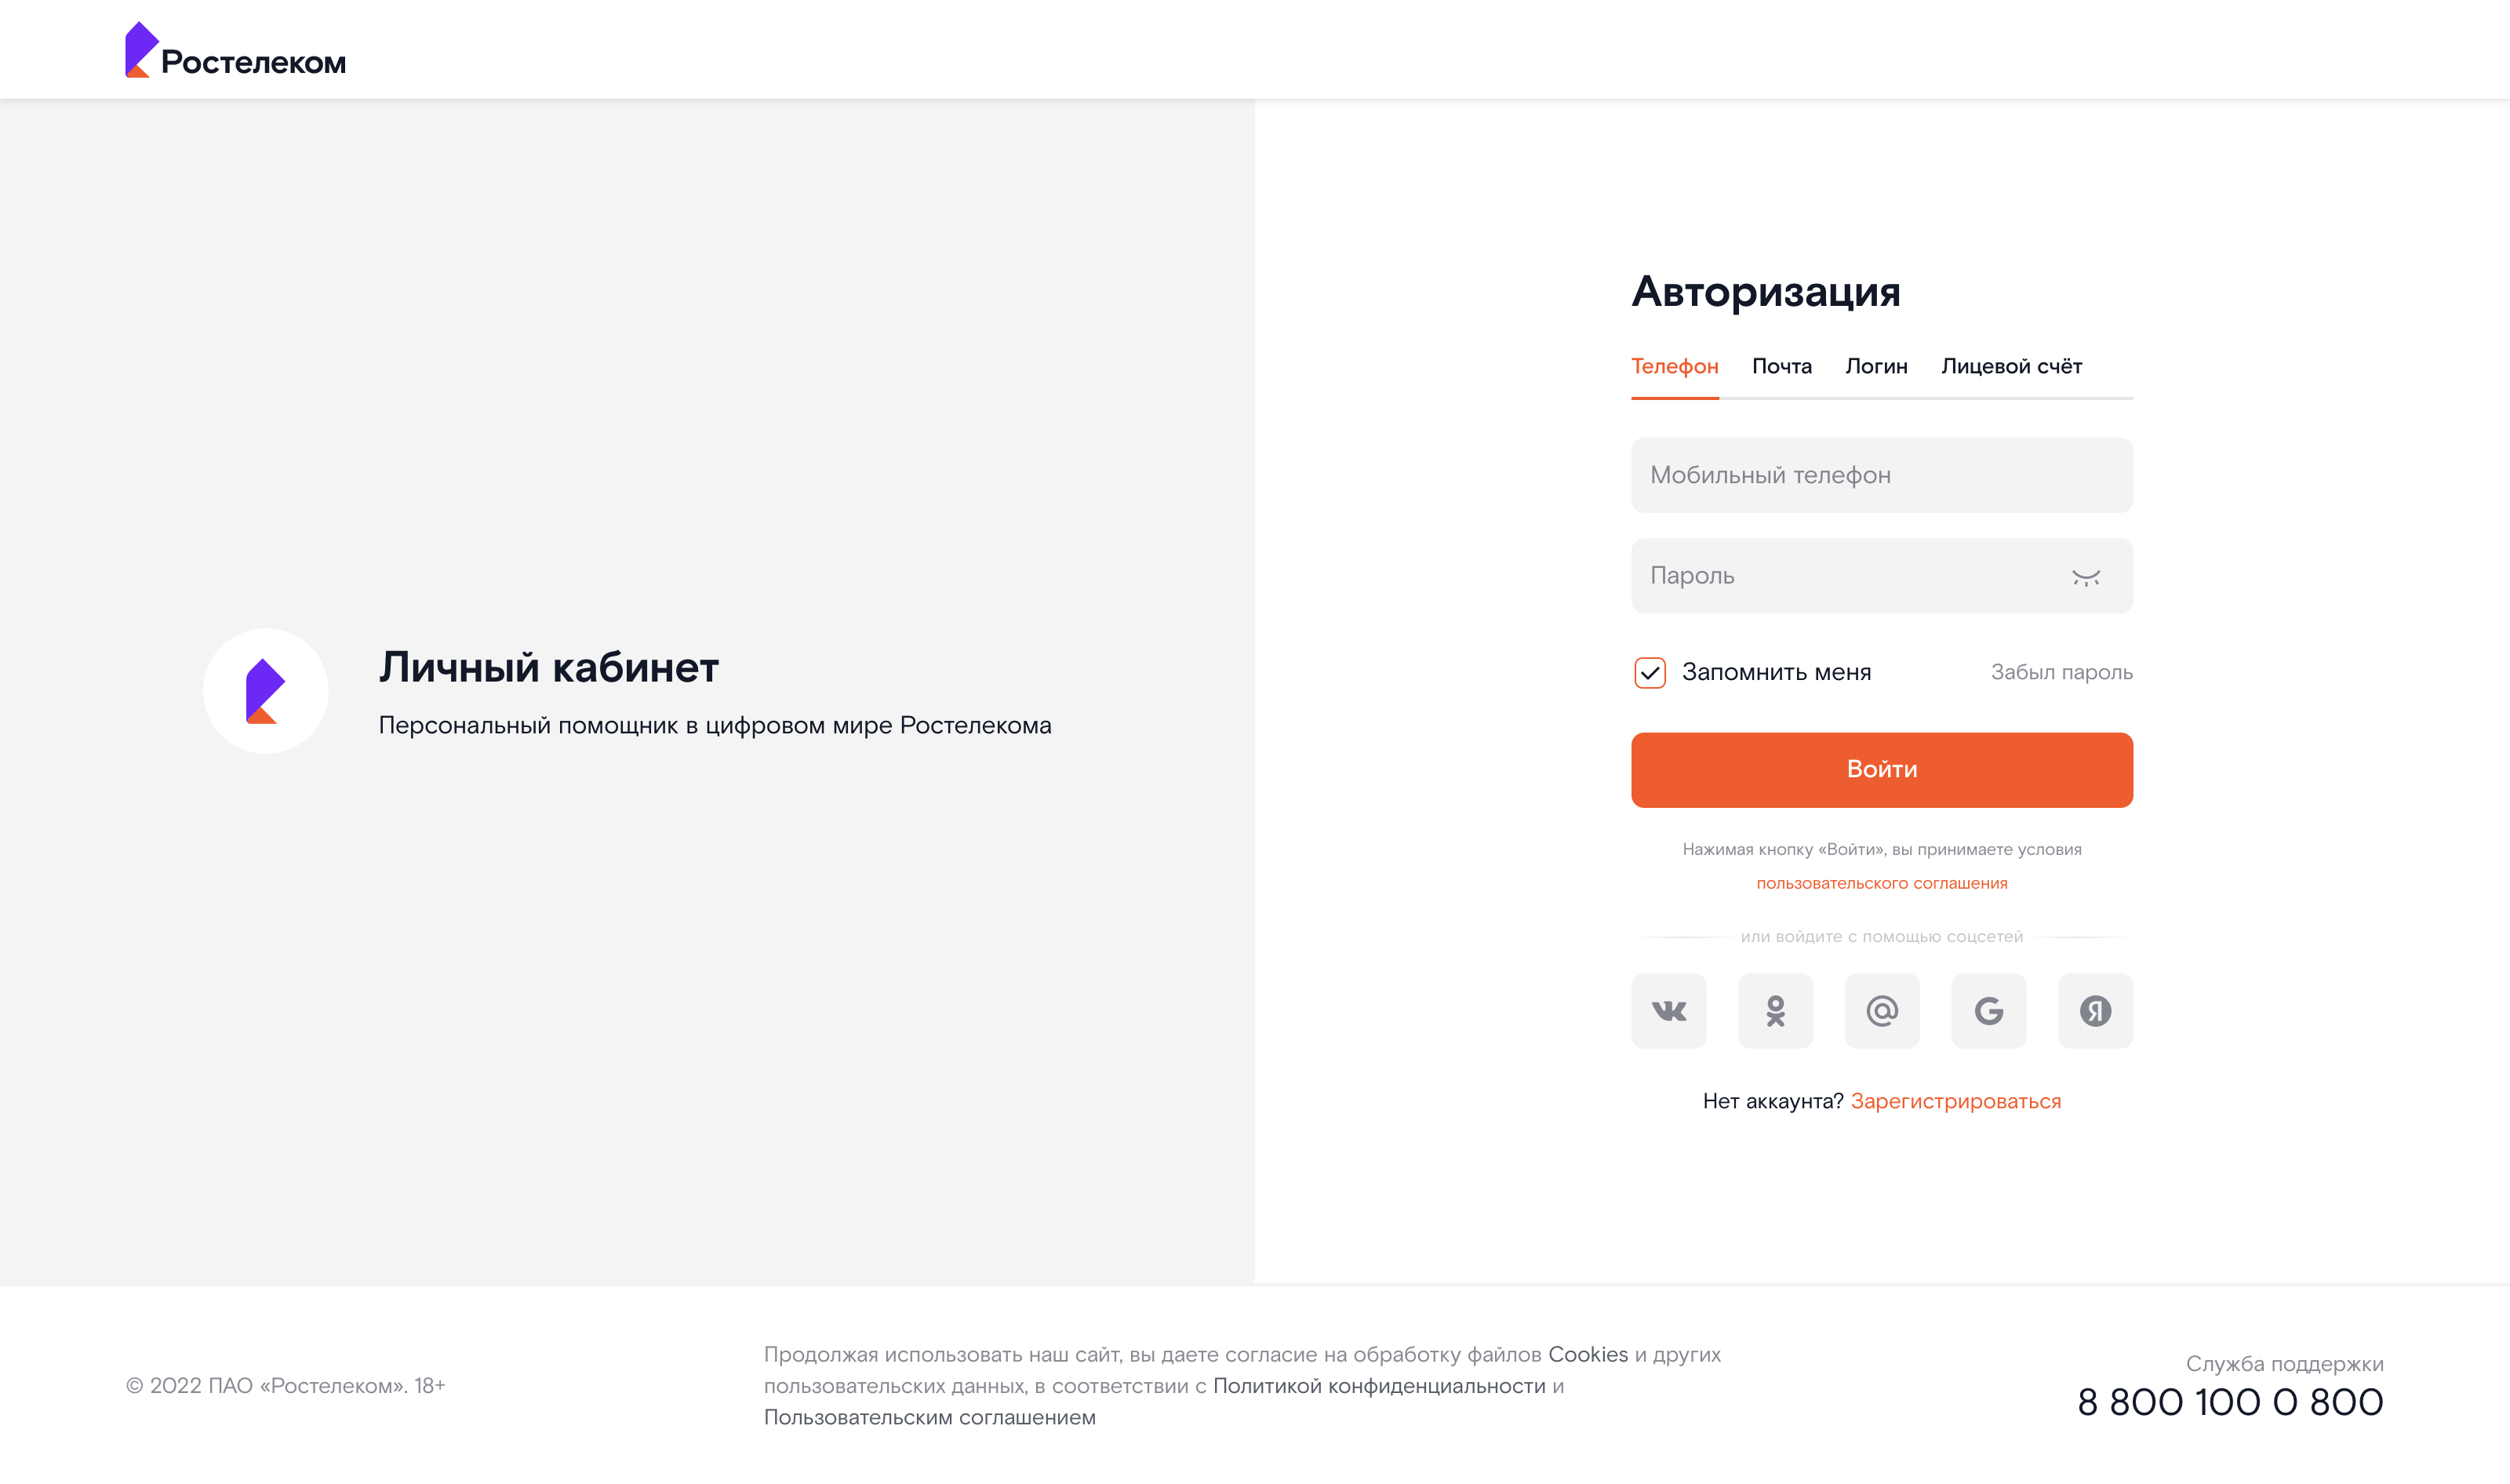 Ростелеком
Личный кабинет
Персональный помощник в цифровом мире Ростелекома
Авторизация
Телефон Почта Логин Лицевой счёт
Мобильный телефон
Пароль
Запомнить меня Забыл пароль
Войти
Нажимая кнопку «Войти», вы принимаете условия
пользовательского соглашения
или войдите с помощью соцсетей
Нет аккаунта? Зарегистрироваться
© 2022 ПАО «Ростелеком». 18+
Продолжая использовать наш сайт, вы даете согласие на обработку файлов Cookies и других
пользовательских данных, в соответствии с Политикой конфиденциальности и
Пользовательским соглашением
Служба поддержки
8 800 100 0 800